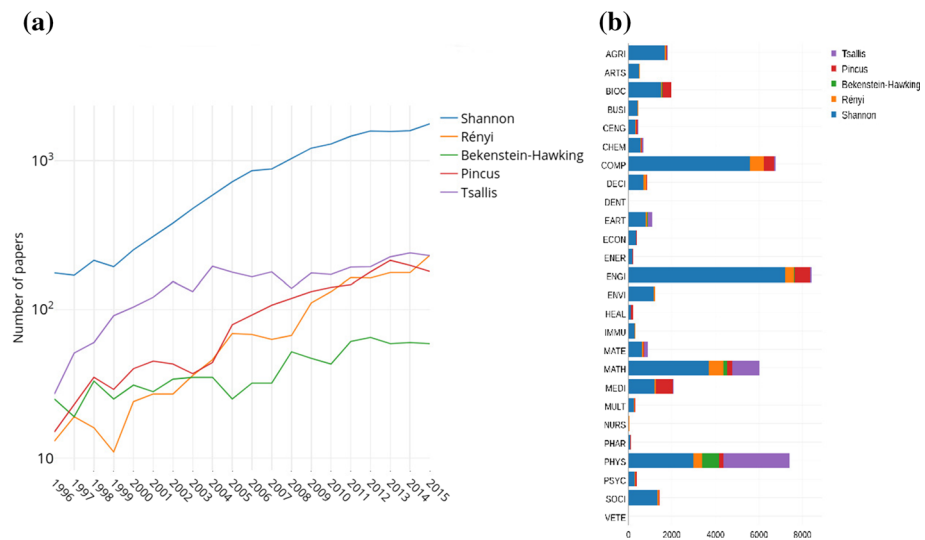 (a)
Number of papers
10³
10²
10
1996
1997
1998
1999
2000
2001
2002
2003
2004
2005
2006
2007
2008
2009
2010
2011
2012
2013
2014
2015
Shannon
Rényi
Bekenstein-Hawking
Pincus
Tsallis
(b)
AGRI
ARTS
BIOC
BUSI
CENG
CHEM
COMP
DECI
DENT
EART
ECON
ENER
ENGI
ENVI
HEAL
IMMU
MATE
MATH
MEDI
MULT
NURS
PHAR
PHYS
PSYC
SOCI
VETE
0
2000
4000
6000
8000
Tsallis
Pincus
Bekenstein-Hawking
Rényi
Shannon